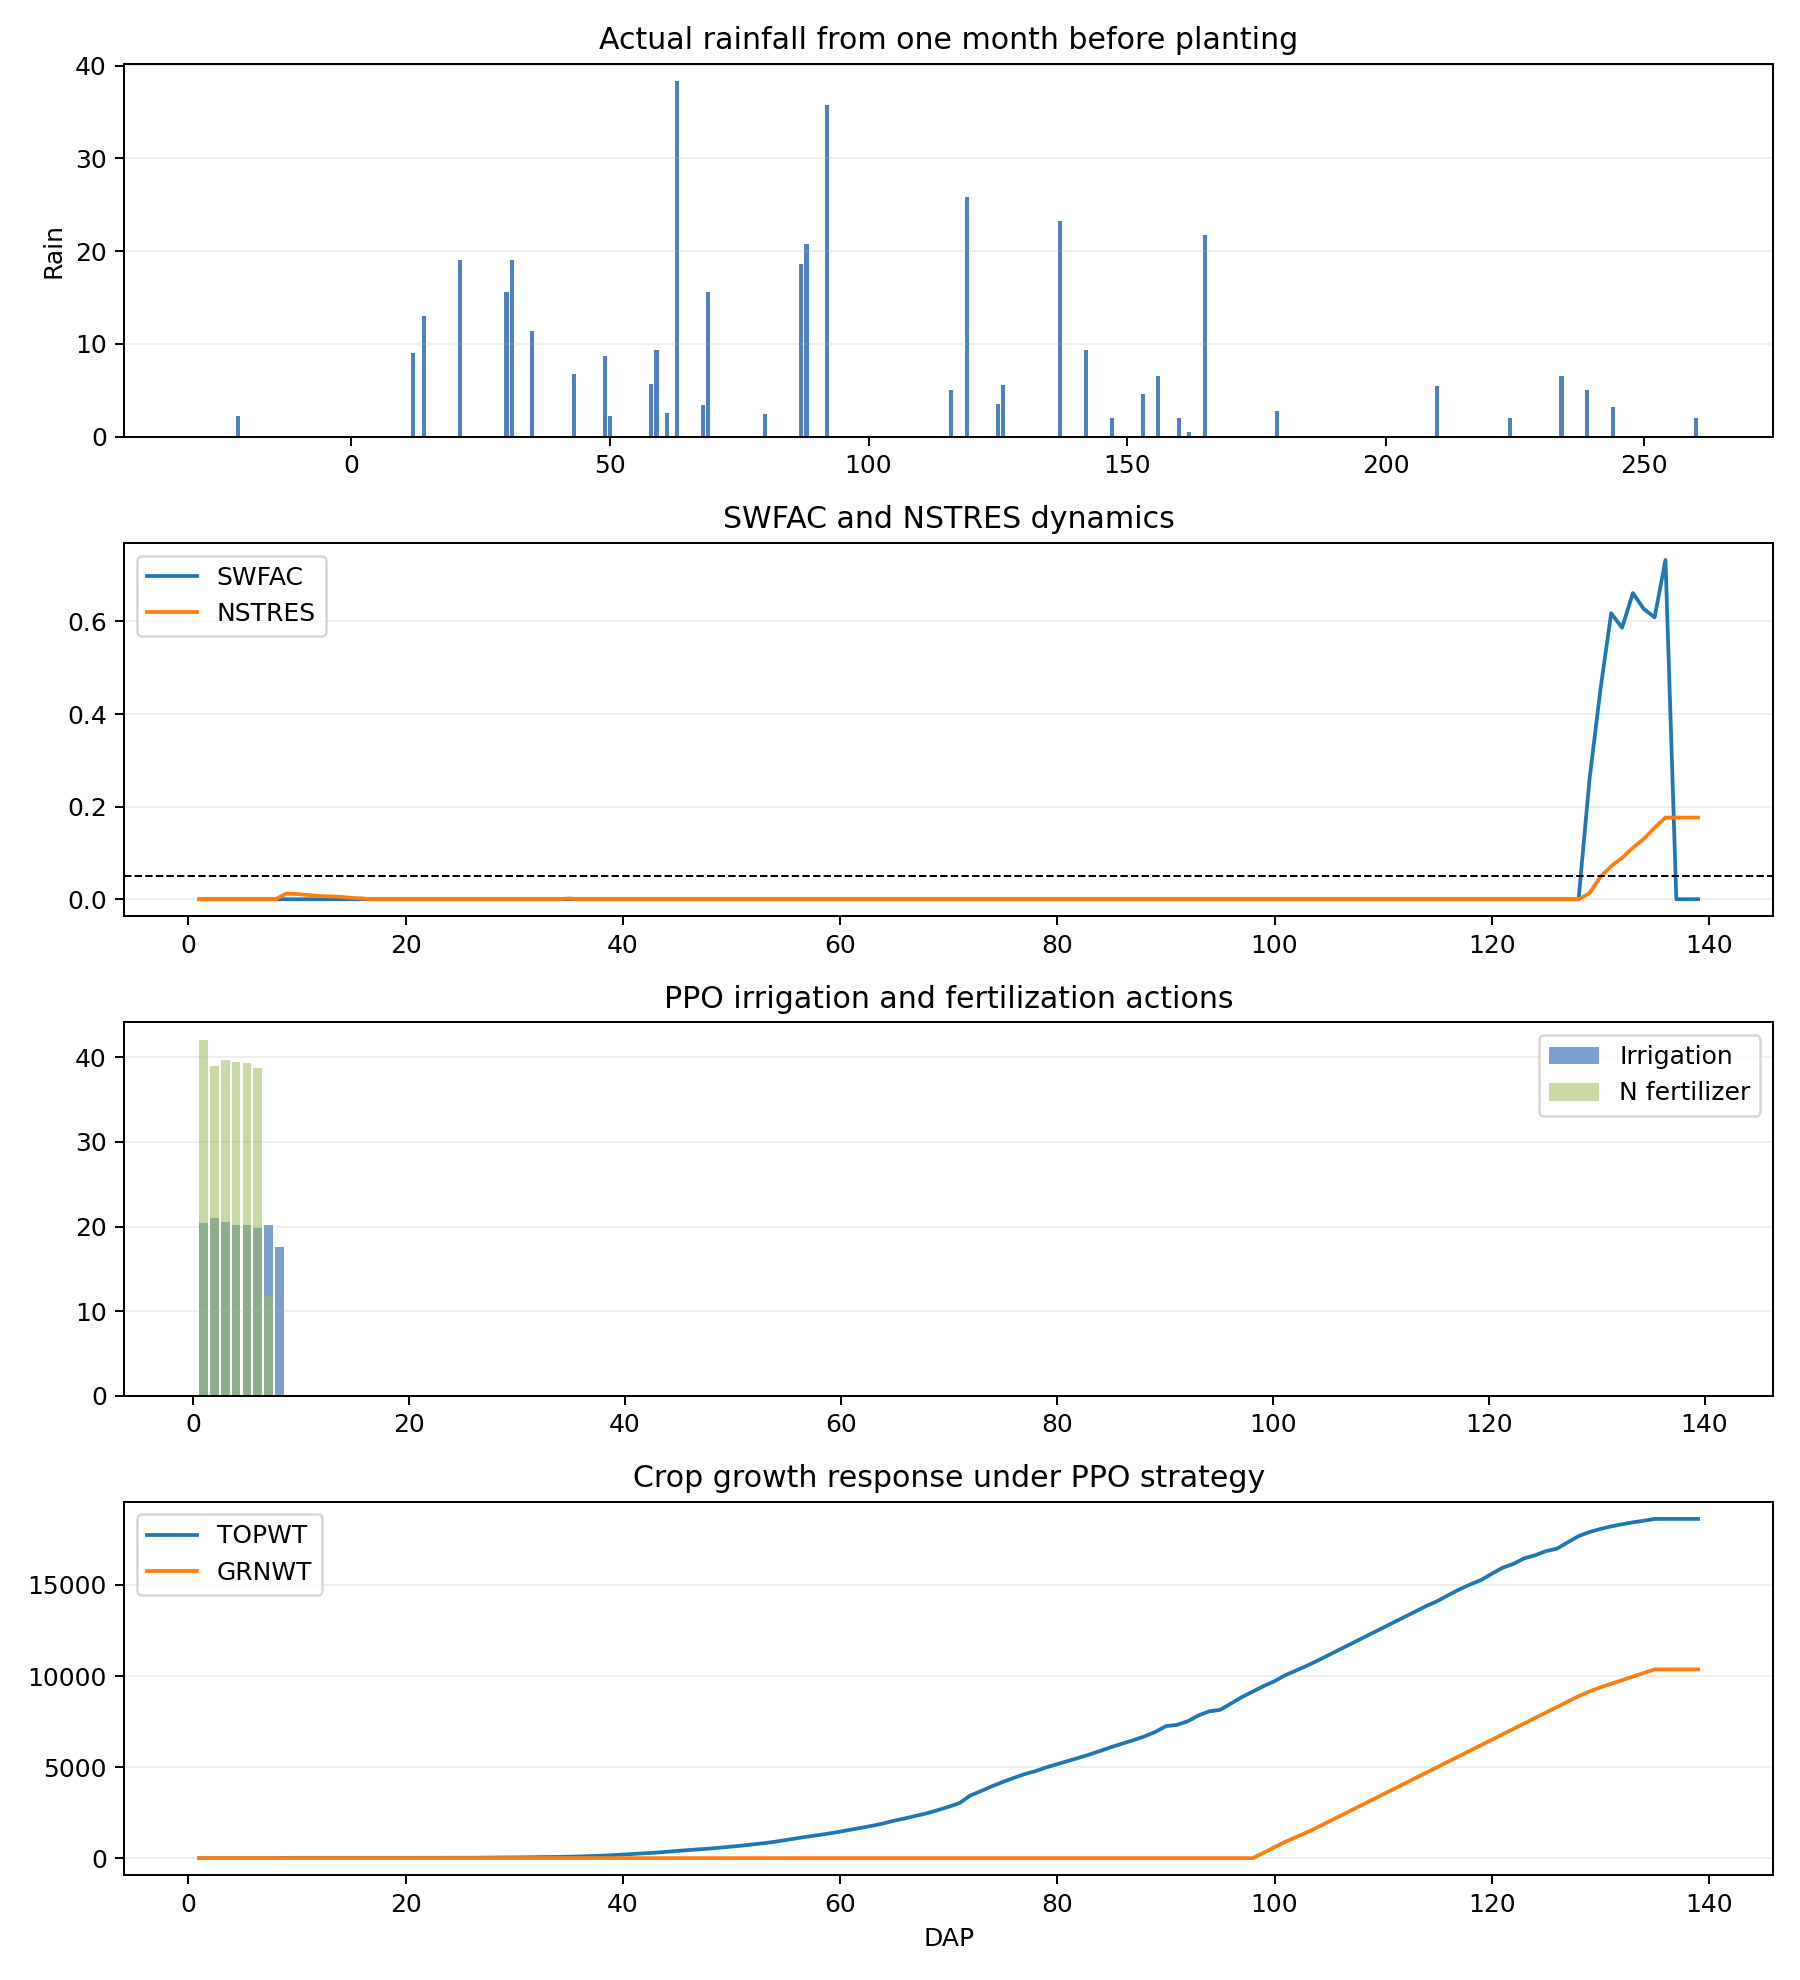 Actual rainfall from one month before planting
40
30
20
10
0
Rain
0 50 100 150 200 250
SWFAC and NSTRES dynamics
SWFAC
NSTRES
0.6
0.4
0.2
0.0
0 20 40 60 80 100 120 140
PPO irrigation and fertilization actions
Irrigation
N fertilizer
40
30
20
10
0
0 20 40 60 80 100 120 140
Crop growth response under PPO strategy
TOPWT
GRNWT
15000
10000
5000
0
0 20 40 60 80 100 120 140
DAP